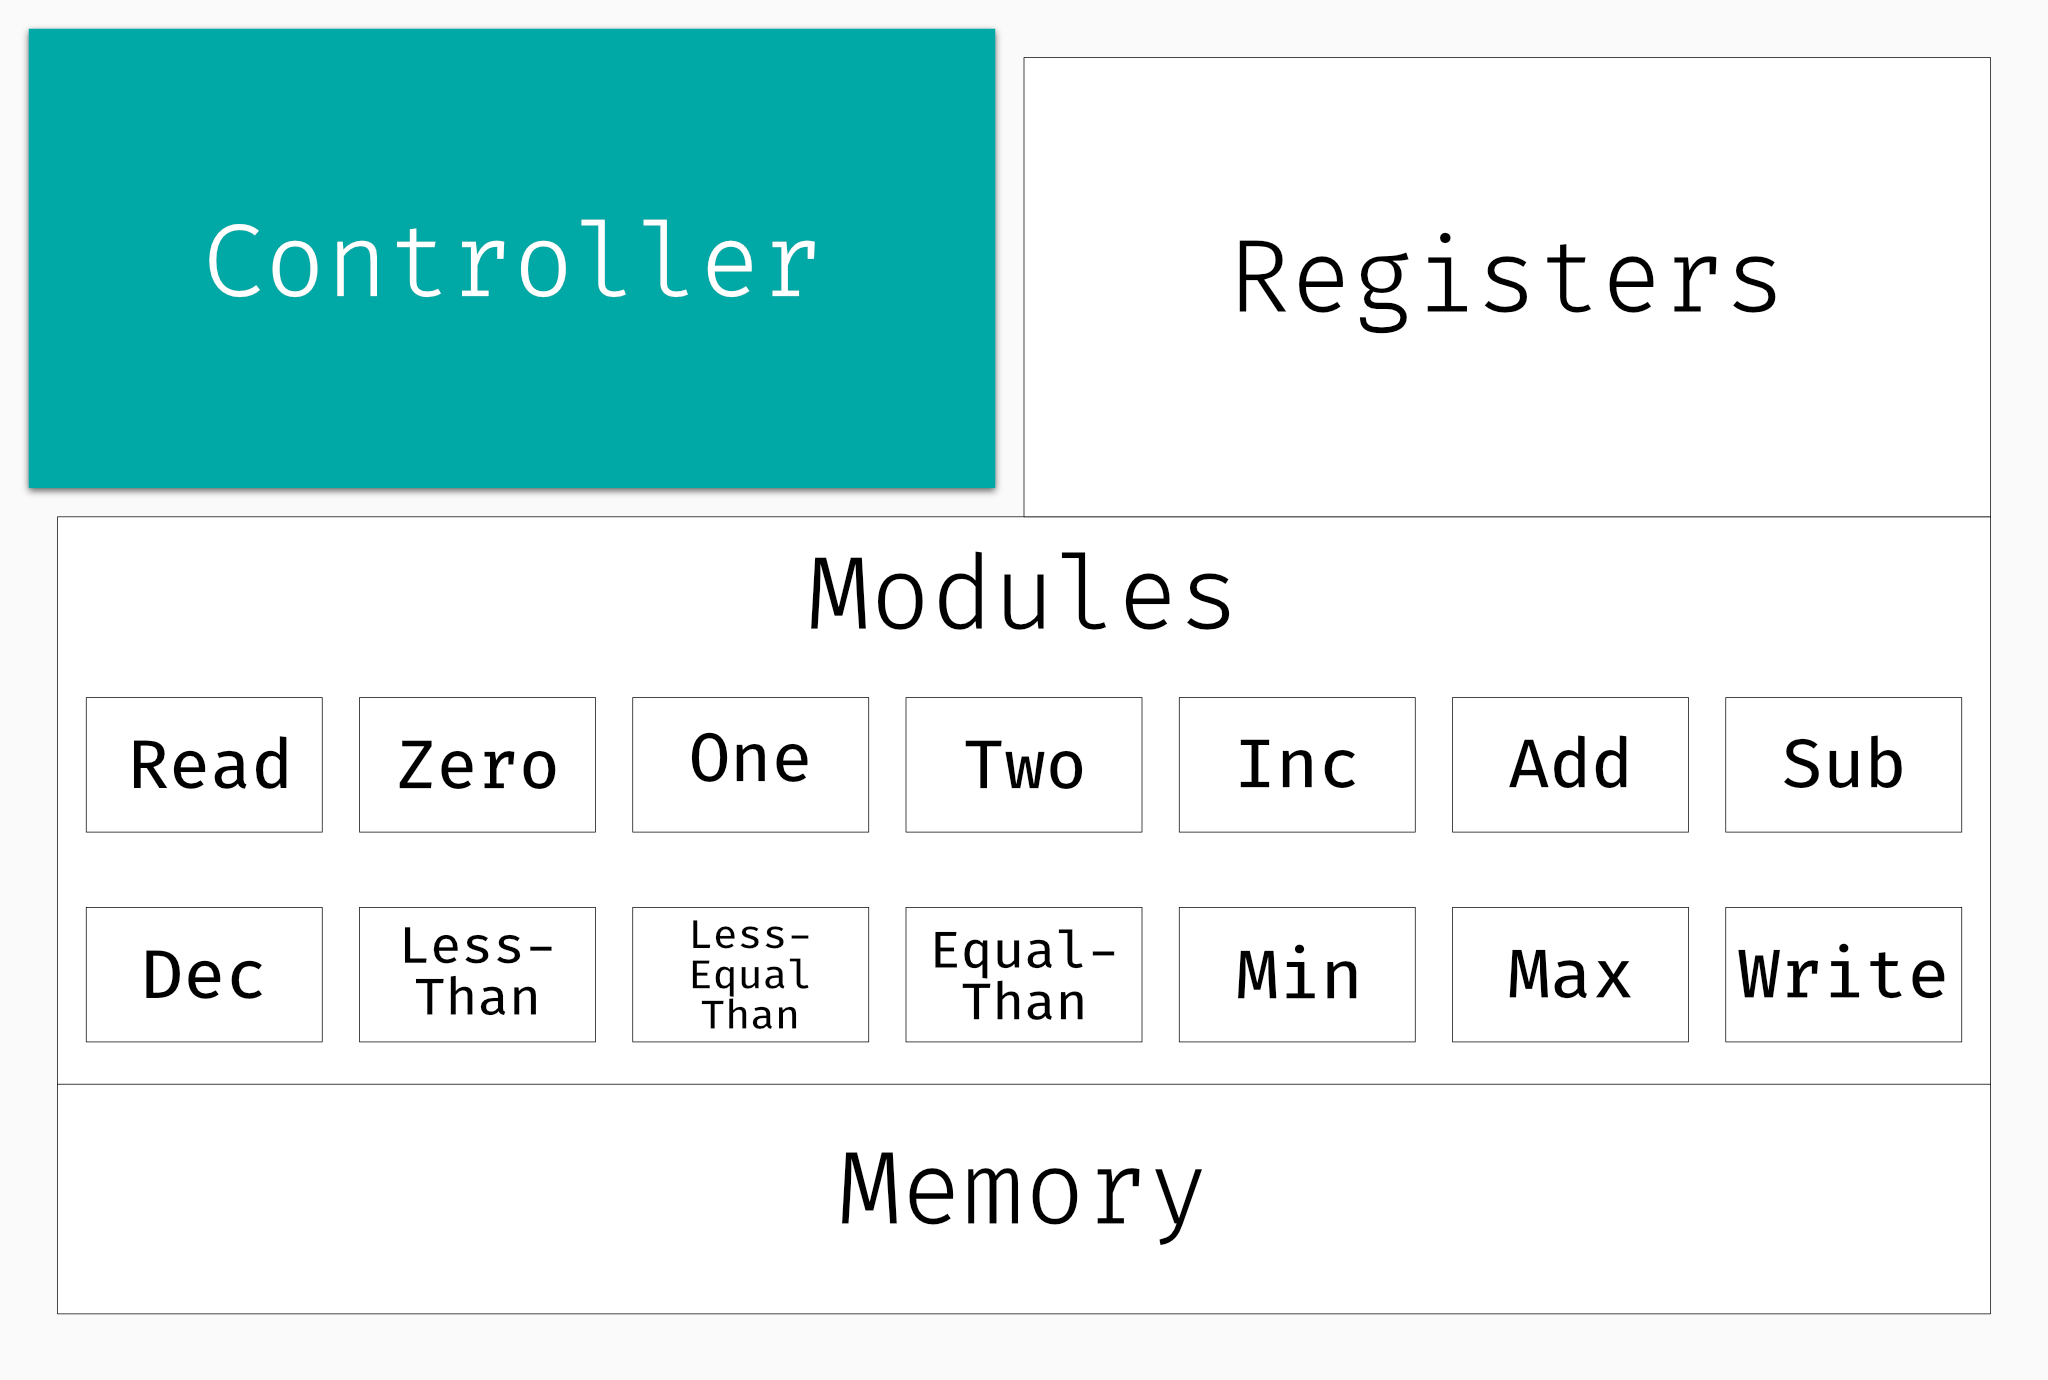 Controller
Registers
Modules
Read
Zero
One
Two
Inc
Add
Sub
Dec
Less-
Than
Less-
Equal
Than
Equal-
Than
Min
Max
Write
Memory